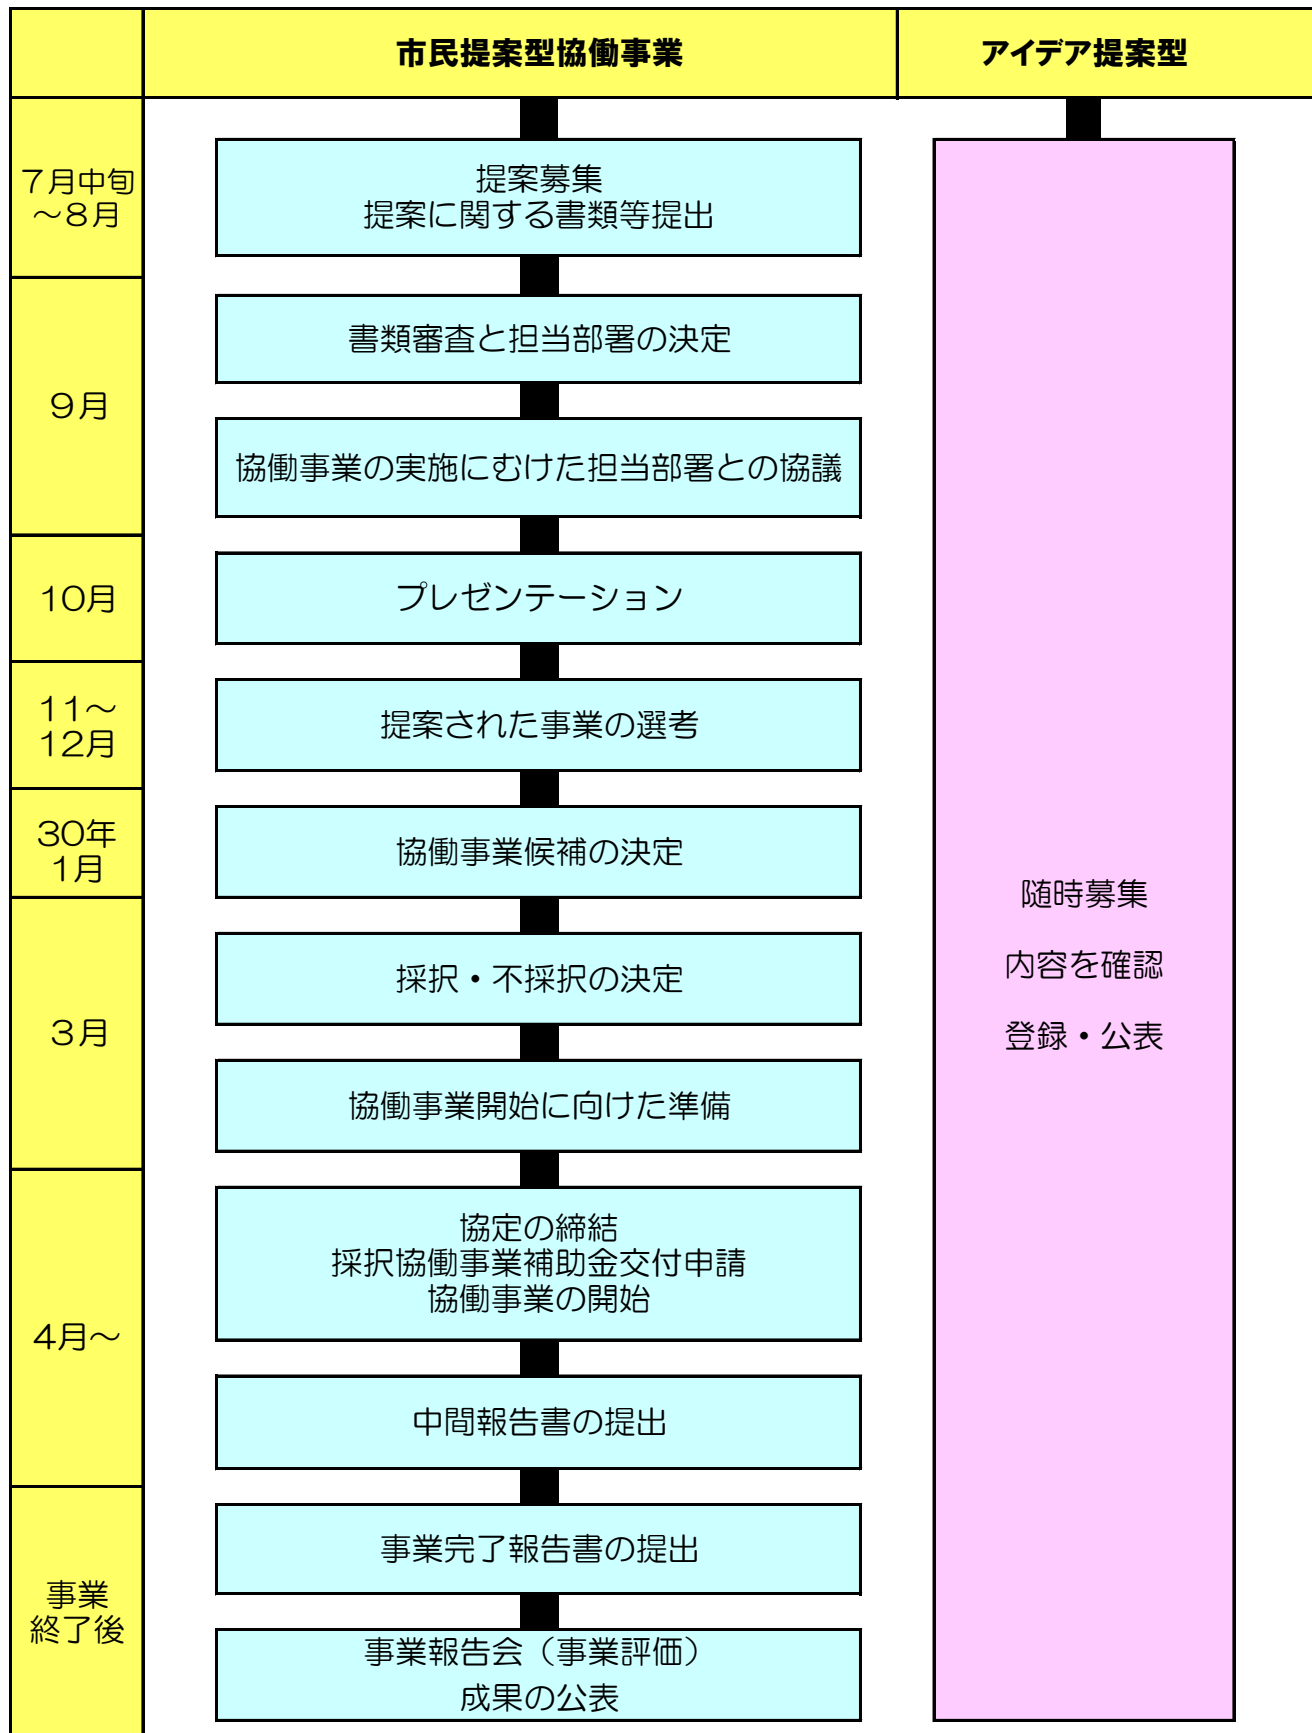 市民提案型協働事業
アイデア提案型
7月中旬
～8月
提案募集
提案に関する書類等提出
9月
書類審査と担当部署の決定
協働事業の実施にむけた担当部署との協議
10月
プレゼンテーション
11～
12月
提案された事業の選考
30年
1月
協働事業候補の決定
3月
採択・不採択の決定
協働事業開始に向けた準備
4月～
協定の締結
採択協働事業補助金交付申請
協働事業の開始
中間報告書の提出
事業
終了後
事業完了報告書の提出
事業報告会（事業評価）
成果の公表
随時募集
内容を確認
登録・公表